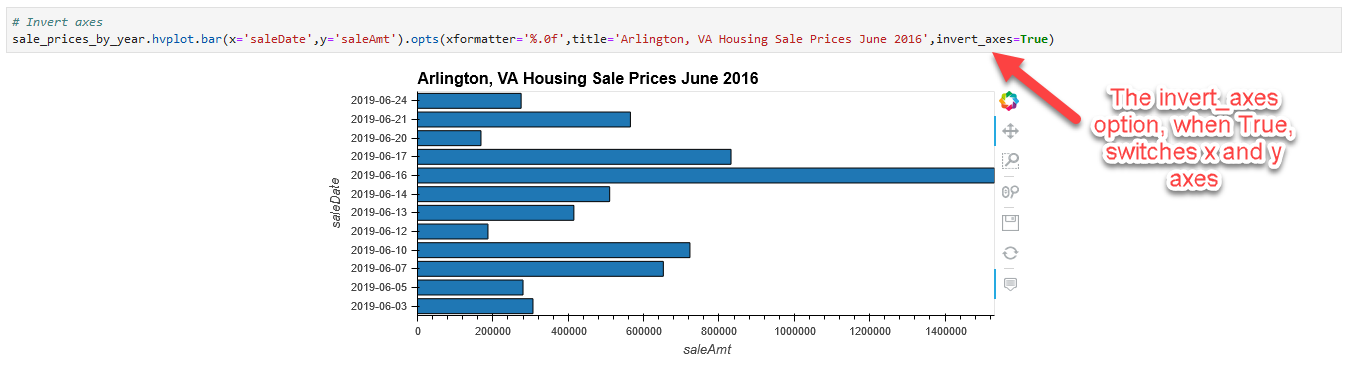 # Invert axes
sale_prices_by_year.hvplot.bar(x='saleDate',y='saleAmt').opts(xformatter='%.0f',title='Arlington, VA Housing Sale Prices June 2016',invert_axes=True)
Arlington, VA Housing Sale Prices June 2016
The invert_axes
option, when True,
switches x and y
axes
saleDate
2019-06-24
2019-06-21
2019-06-20
2019-06-17
2019-06-16
2019-06-14
2019-06-13
2019-06-12
2019-06-10
2019-06-07
2019-06-05
2019-06-03
0 200000 400000 600000 800000 1000000 1200000 1400000
saleAmt